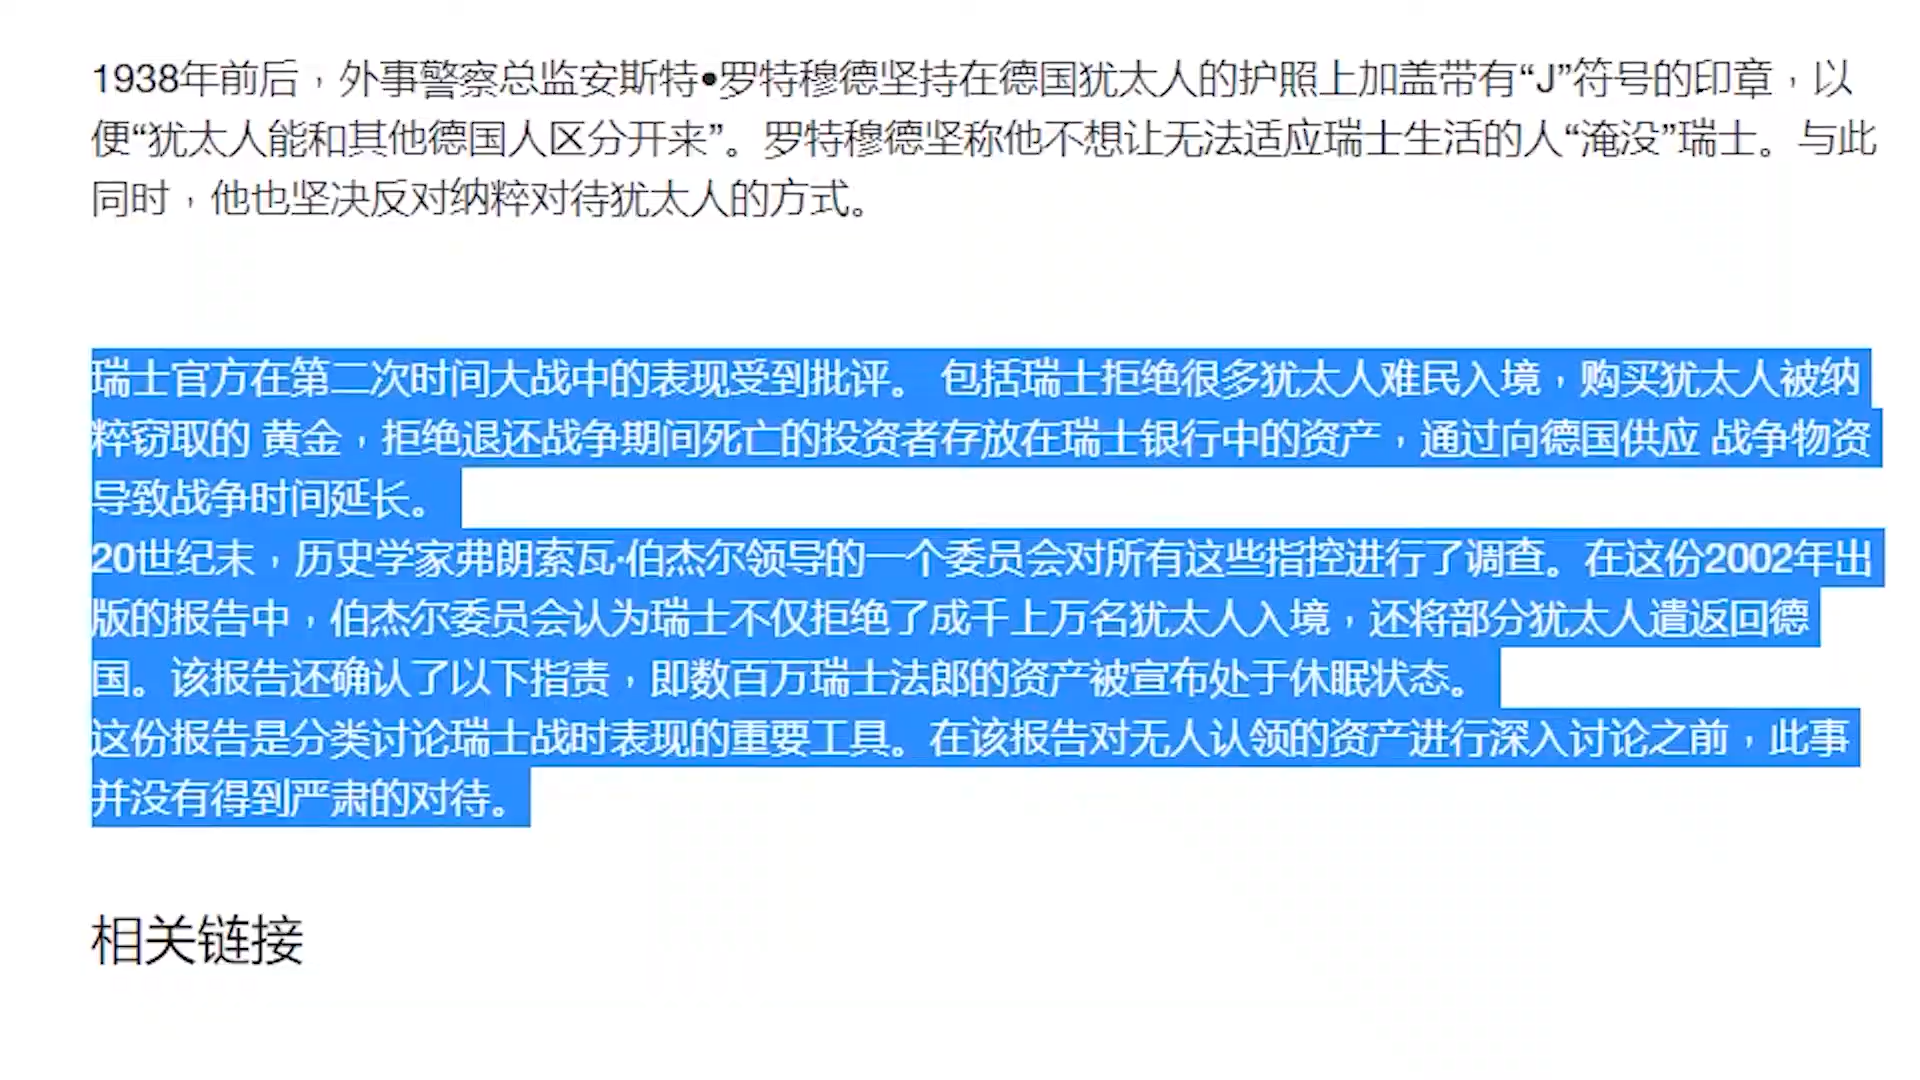 1938年前后，外事警察总监安斯特•罗特穆德坚持在德国犹太人的护照上加盖带有“J”符号的印章，以
便“犹太人能和其他德国人区分开来”。罗特穆德坚称他不想让无法适应瑞士生活的人“淹没”瑞士。与此
同时，他也坚决反对纳粹对待犹太人的方式。
瑞士官方在第二次时间大战中的表现受到批评。 包括瑞士拒绝很多犹太人难民入境，购买犹太人被纳
粹窃取的 黄金，拒绝退还战争期间死亡的投资者存放在瑞士银行中的资产，通过向德国供应 战争物资
导致战争时间延长。
20世纪末，历史学家弗朗索瓦·伯杰尔领导的一个委员会对所有这些指控进行了调查。在这份2002年出
版的报告中，伯杰尔委员会认为瑞士不仅拒绝了成千上万名犹太人入境，还将部分犹太人遣返回德
国。该报告还确认了以下指责，即数百万瑞士法郎的资产被宣布处于休眠状态。
这份报告是分类讨论瑞士战时表现的重要工具。在该报告对无人认领的资产进行深入讨论之前，此事
并没有得到严肃的对待。
相关链接